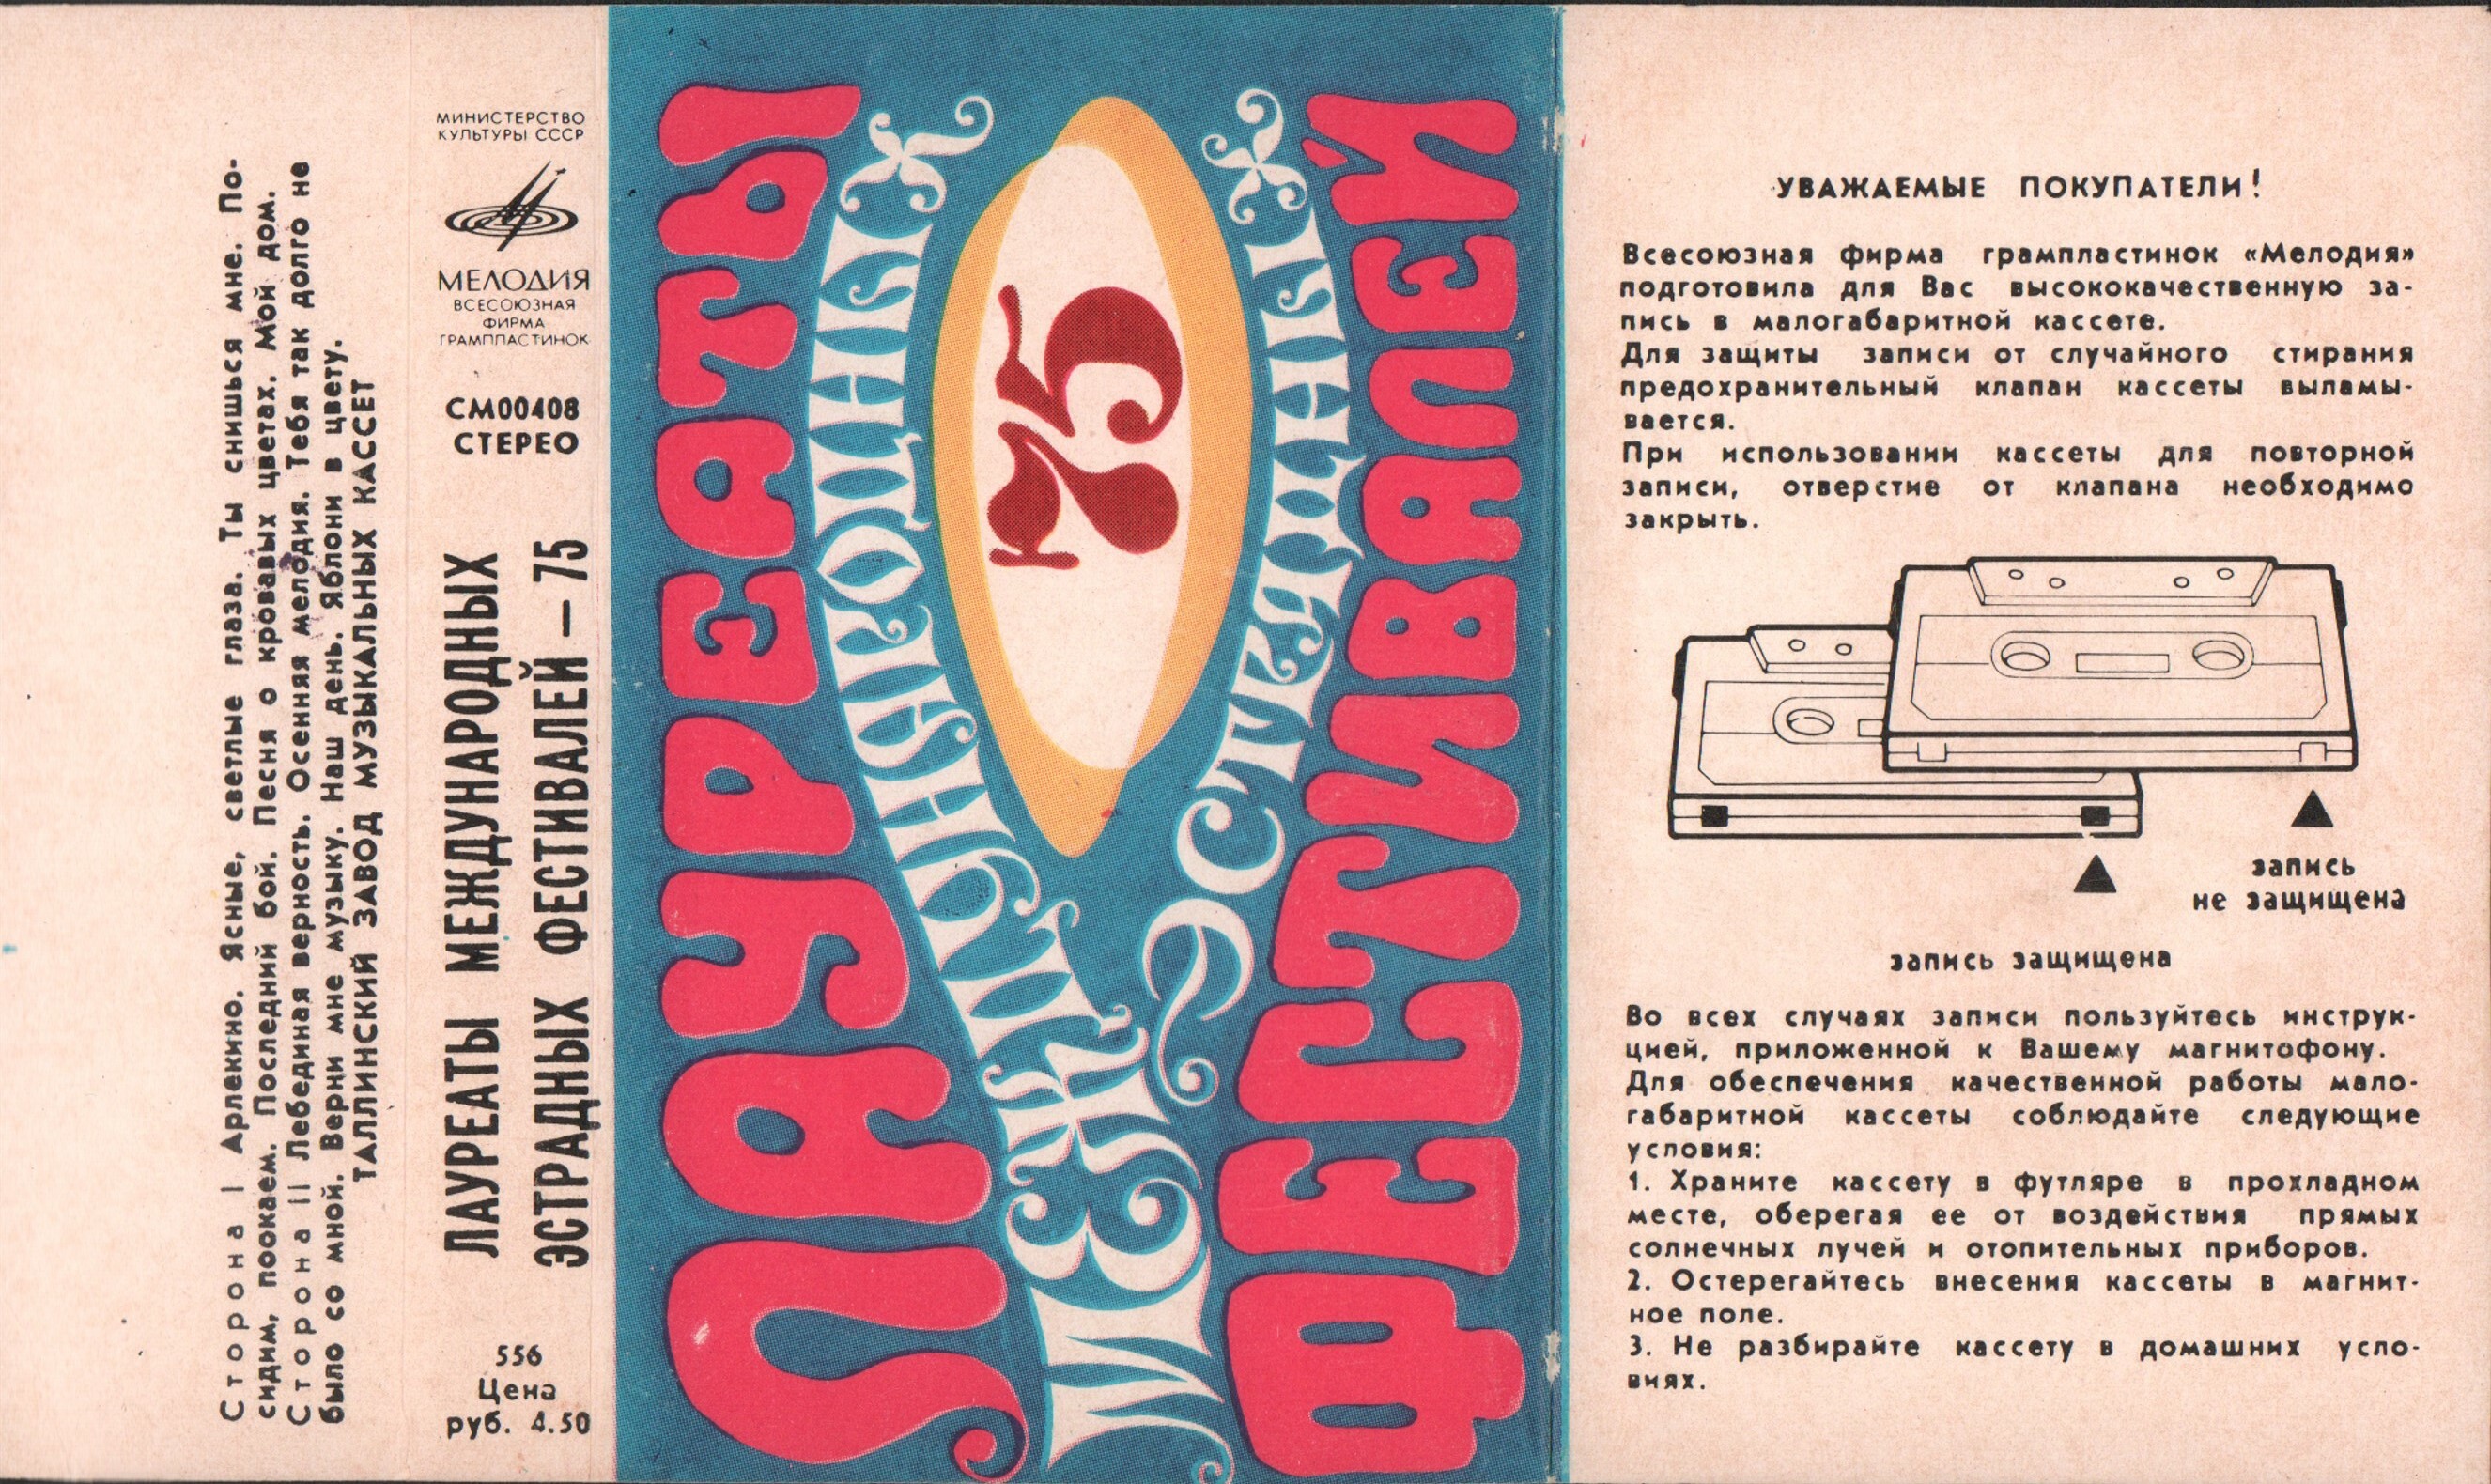 Сторона I Арлекино. Ясные, светлые глаза. Ты снишься мне. По-
сидим, поокаем. Последний бой. Песня о кровавых цветах. Мой дом.
Сторона II Лебединая верность. Осенняя мелодия. Тебя так долго не
было со мной. Верни мне музыку. Наш день. Яблони в цвету.
ТАЛЛИНСКИЙ ЗАВОД МУЗЫКАЛЬНЫХ КАССЕТ
МИНИСТЕРСТВО
КУЛЬТУРЫ СССР
МЕЛОДИЯ
ВСЕСОЮЗНАЯ
ФИРМА
ГРАМПЛАСТИНОК
СМ00408
СТЕРЕО
ЛАУРЕАТЫ МЕЖДУНАРОДНЫХ
ЭСТРАДНЫХ ФЕСТИВАЛЕЙ — 75
556
Цена
руб. 4.50
ЛАУРЕАТЫ
МЕЖДУНАРОДНЫХ
75
ЭСТРАДНЫХ
ФЕСТИВАЛЕЙ
УВАЖАЕМЫЕ ПОКУПАТЕЛИ!
Всесоюзная фирма грампластинок «Мелодия»
подготовила для Вас высококачественную за-
пись в малогабаритной кассете.
Для защиты записи от случайного стирания
предохранительный клапан кассеты выламы-
вается.
При использовании кассеты для повторной
записи, отверстие от клапана необходимо
закрыть.
запись
не защищена
запись защищена
Во всех случаях записи пользуйтесь инструк-
цией, приложенной к Вашему магнитофону.
Для обеспечения качественной работы мало-
габаритной кассеты соблюдайте следующие
условия:
1. Храните кассету в футляре в прохладном
месте, оберегая ее от воздействия прямых
солнечных лучей и отопительных приборов.
2. Остерегайтесь внесения кассеты в магнит-
ное поле.
3. Не разбирайте кассету в домашних усло-
виях.